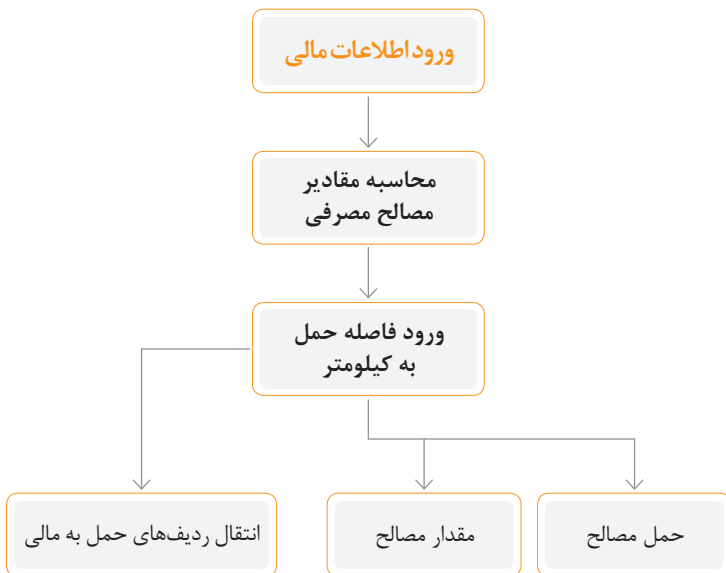 ورود اطلاعات مالی
محاسبه مقادیر
مصالح مصرفی
ورود فاصله حمل
به کیلومتر
حمل مصالح
مقدار مصالح
انتقال ردیف‌های حمل به مالی